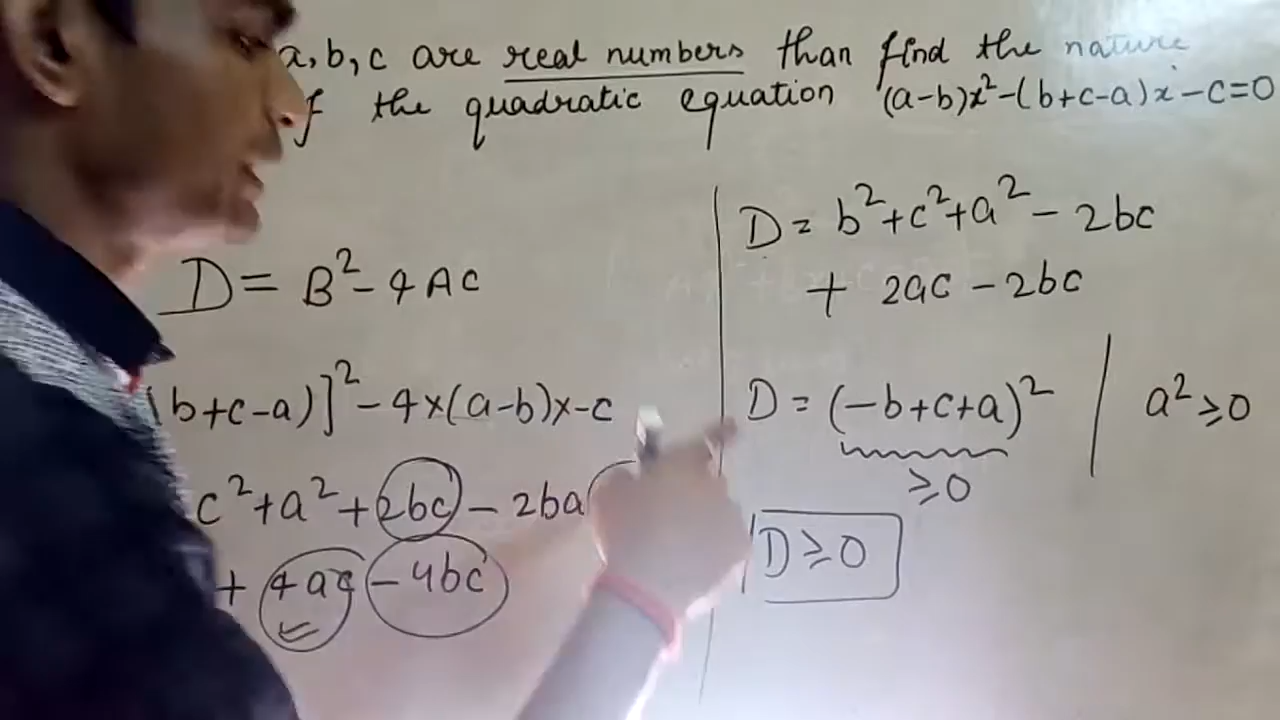 a, b, c are real numbers than find the nature
f the quadratic equation (a-b)x²-(b+c-a)x-c=0
D = B²-4AC
b+c-a)]²-4×(a-b)×-c
c²+a²+2bc-2ba
+ 4ac -4bc
D = b²+c²+a²-2bc
+ 2ac -2bc
D = (-b+c+a)²
≥0
a²≥0
D≥0